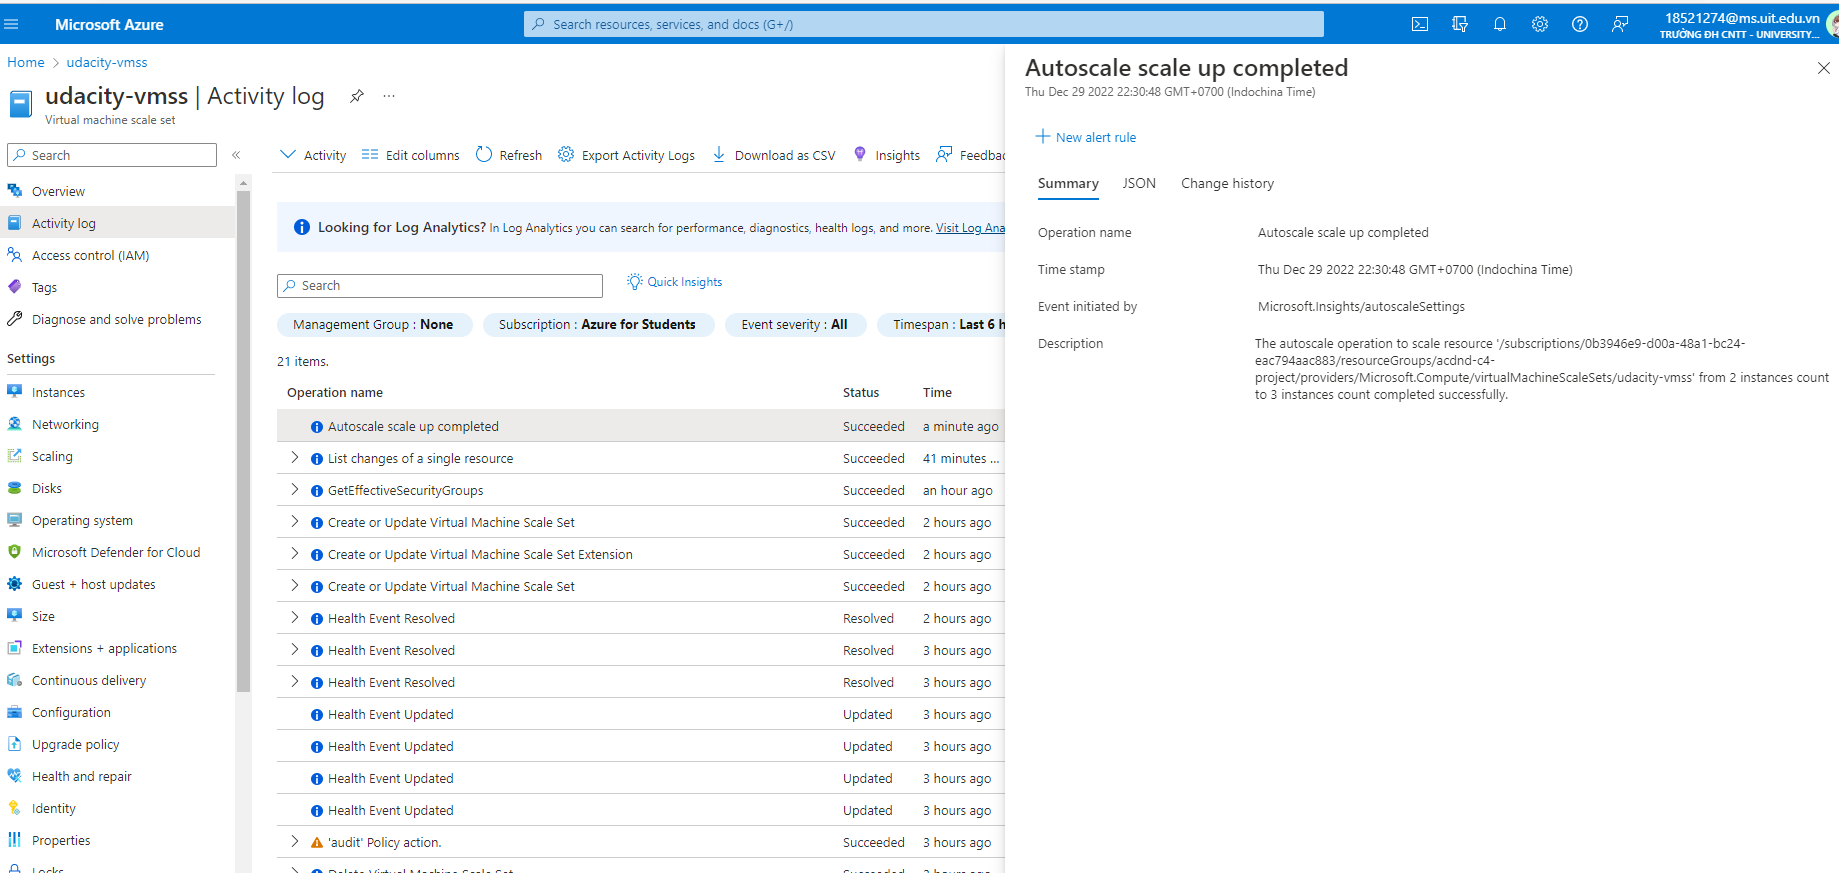 Microsoft Azure
Search resources, services, and docs (G+/)
18521274@ms.uit.edu.vn
TRƯỜNG ĐH CNTT - UNIVERSITY...
Home > udacity-vmss
udacity-vmss | Activity log
...
Virtual machine scale set
Search
«
Overview
Activity log
Access control (IAM)
Tags
Diagnose and solve problems
Settings
Instances
Networking
Scaling
Disks
Operating system
Microsoft Defender for Cloud
Guest + host updates
Size
Extensions + applications
Continuous delivery
Configuration
Upgrade policy
Health and repair
Identity
Properties
Locks
Activity
Edit columns
Refresh
Export Activity Logs
Download as CSV
Insights
Feedbac
Looking for Log Analytics? In Log Analytics you can search for performance, diagnostics, health logs, and more. Visit Log Ana
Search
Quick Insights
Management Group : None
Subscription : Azure for Students
Event severity : All
Timespan : Last 6 h
21 items.
Operation name Status Time
Autoscale scale up completed Succeeded a minute ago
List changes of a single resource Succeeded 41 minutes ...
GetEffectiveSecurityGroups Succeeded an hour ago
Create or Update Virtual Machine Scale Set Succeeded 2 hours ago
Create or Update Virtual Machine Scale Set Extension Succeeded 2 hours ago
Create or Update Virtual Machine Scale Set Succeeded 2 hours ago
Health Event Resolved Resolved 2 hours ago
Health Event Resolved Resolved 3 hours ago
Health Event Resolved Resolved 3 hours ago
Health Event Updated Updated 3 hours ago
Health Event Updated Updated 3 hours ago
Health Event Updated Updated 3 hours ago
Health Event Updated Updated 3 hours ago
'audit' Policy action. Succeeded 3 hours ago
Delete Virtual Machine Scale Set Succeeded 3 hours ago
Autoscale scale up completed
Thu Dec 29 2022 22:30:48 GMT+0700 (Indochina Time)
New alert rule
Summary JSON Change history
Operation name Autoscale scale up completed
Time stamp Thu Dec 29 2022 22:30:48 GMT+0700 (Indochina Time)
Event initiated by Microsoft.Insights/autoscaleSettings
Description The autoscale operation to scale resource '/subscriptions/0b3946e9-d00a-48a1-bc24-
eac794aac883/resourceGroups/acdnd-c4-
project/providers/Microsoft.Compute/virtualMachineScaleSets/udacity-vmss' from 2 instances count
to 3 instances count completed successfully.